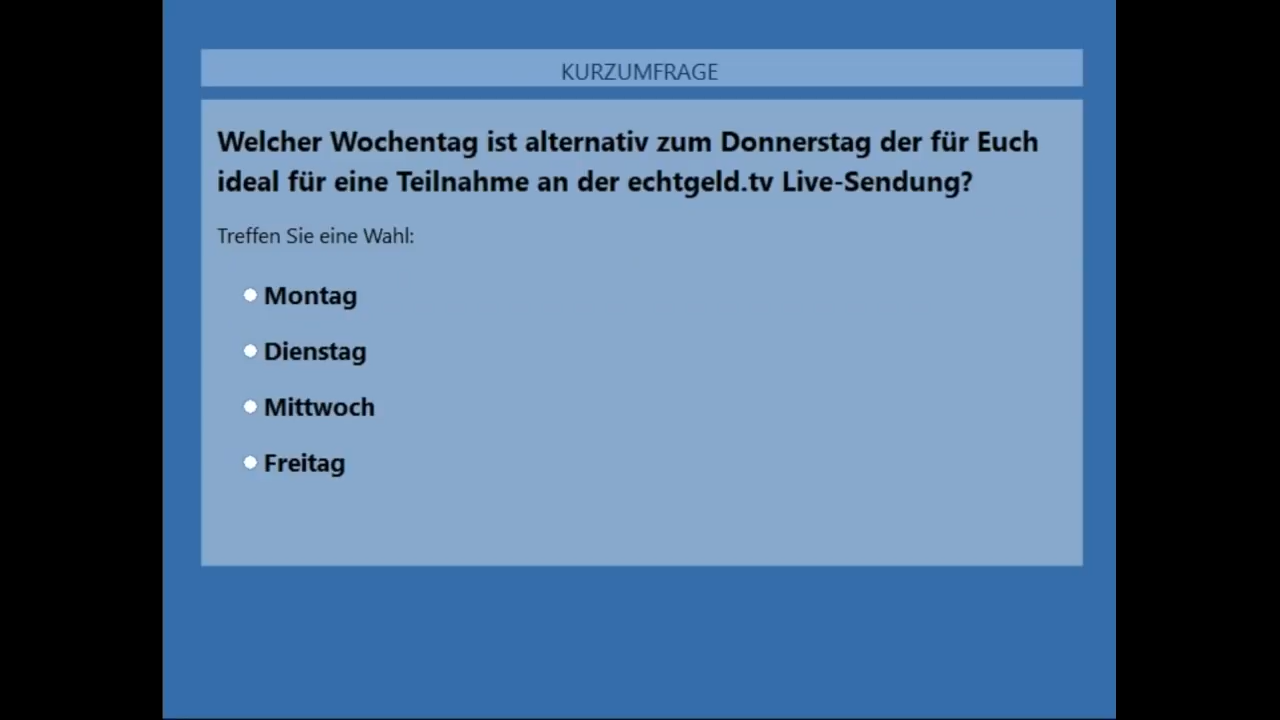 KURZUMFRAGE
Welcher Wochentag ist alternativ zum Donnerstag der für Euch
ideal für eine Teilnahme an der echtgeld.tv Live-Sendung?
Treffen Sie eine Wahl:
Montag
Dienstag
Mittwoch
Freitag